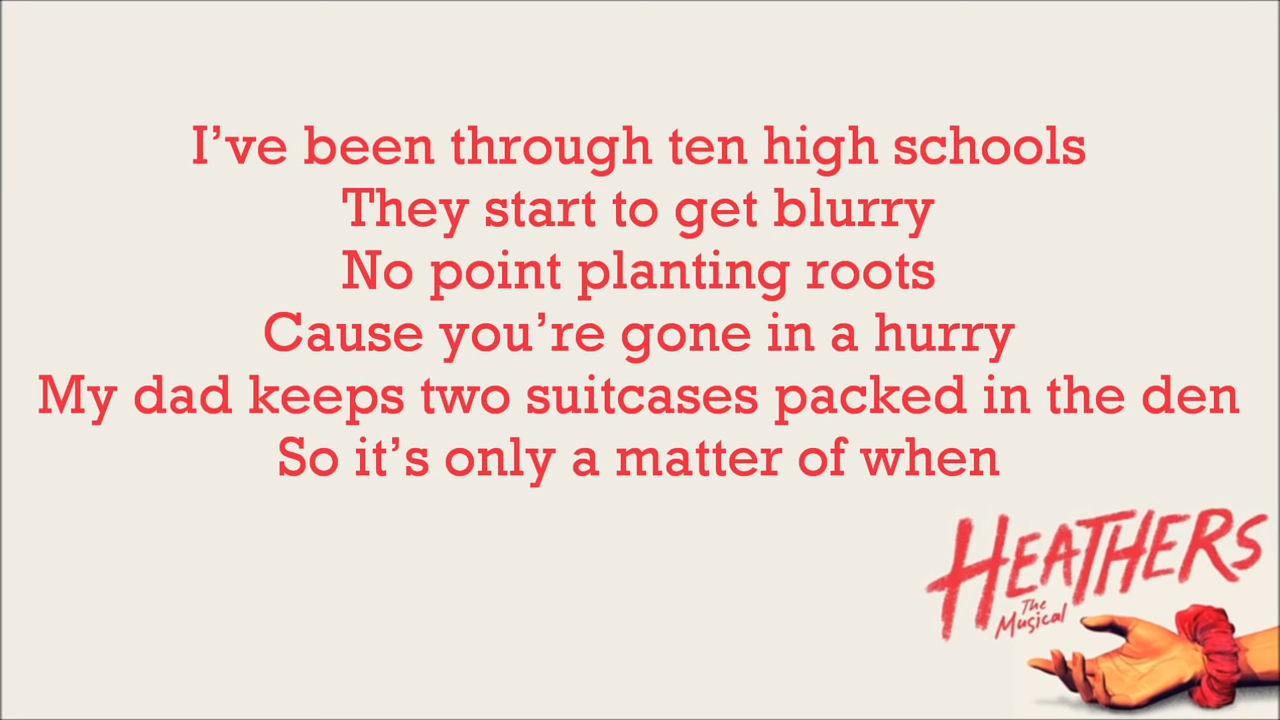 I’ve been through ten high schools
They start to get blurry
No point planting roots
Cause you’re gone in a hurry
My dad keeps two suitcases packed in the den
So it’s only a matter of when
HEATHERS
The
Musical